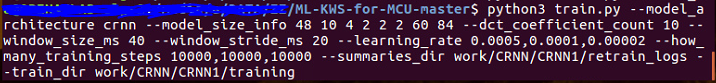 /ML-KWS-for-MCU-master$ python3 train.py --model_a
rchitecture crnn --model_size_info 48 10 4 2 2 2 60 84 --dct_coefficient_count 10 --
window_size_ms 40 --window_stride_ms 20 --learning_rate 0.0005,0.0001,0.00002 --how_
many_training_steps 10000,10000,10000 --summaries_dir work/CRNN/CRNN1/retrain_logs -
-train_dir work/CRNN/CRNN1/training